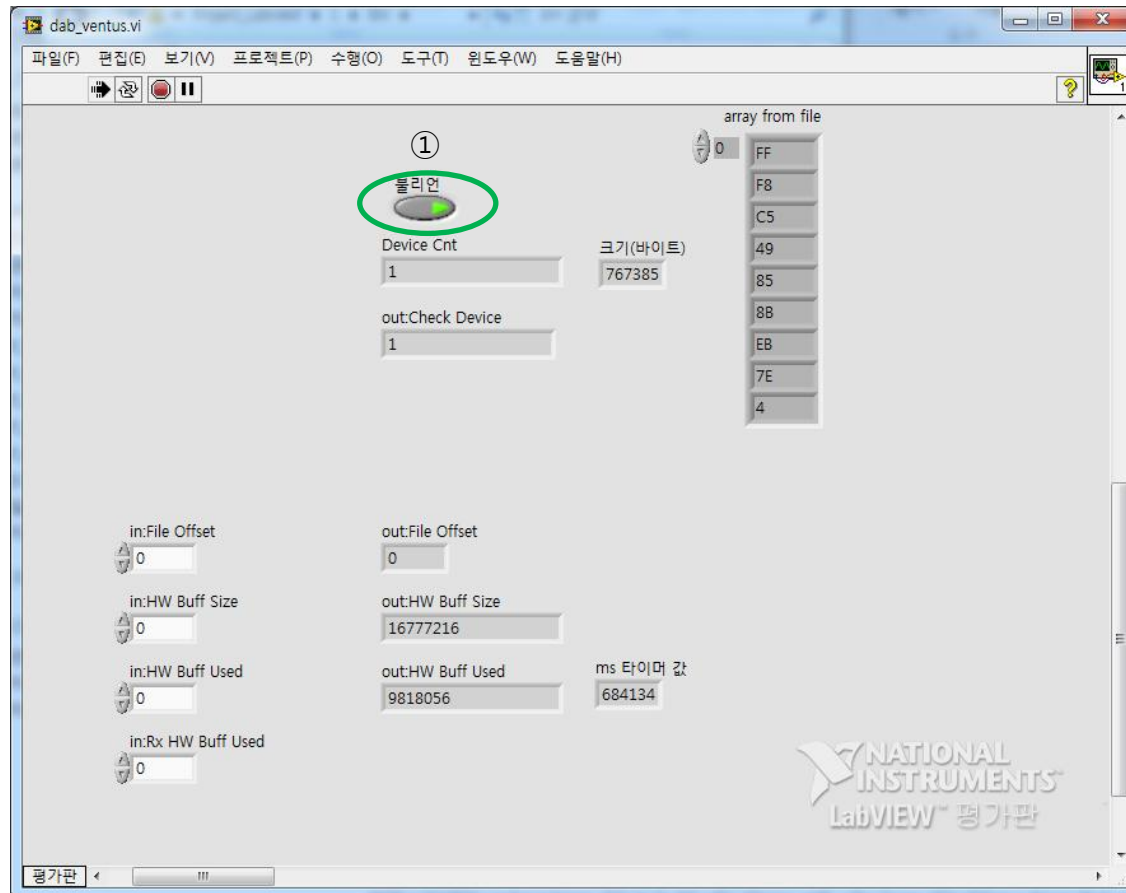 dab_ventus.vi
파일(F) 편집(E) 보기(V) 프로젝트(P) 수행(O) 도구(T) 윈도우(W) 도움말(H)
1
array from file
①
0
FF
불리언
F8
C5
Device Cnt
크기(바이트)
49
1
767385
85
8B
out:Check Device
1
EB
7E
4
in:File Offset
out:File Offset
0
0
in:HW Buff Size
out:HW Buff Size
0
16777216
in:HW Buff Used
out:HW Buff Used
ms 타이머 값
0
9818056
684134
in:Rx HW Buff Used
0
NATIONAL
INSTRUMENTS
LabVIEW™ 평가판
평가판